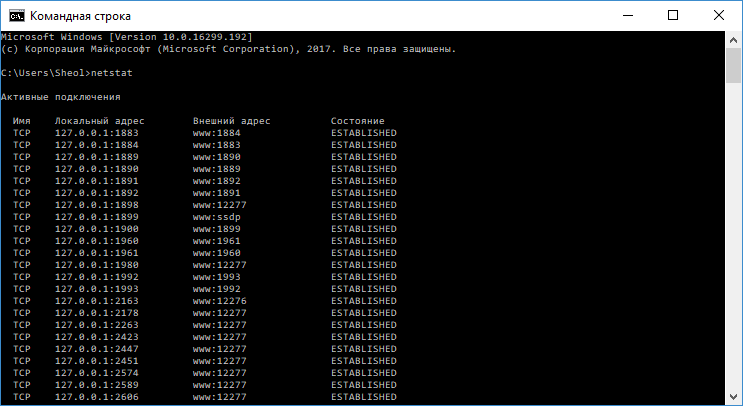 Командная строка
Microsoft Windows [Version 10.0.16299.192]
(c) Корпорация Майкрософт (Microsoft Corporation), 2017. Все права защищены.
C:\Users\Sheol>netstat
Активные подключения
Имя Локальный адрес Внешний адрес Состояние
TCP 127.0.0.1:1883 www:1884 ESTABLISHED
TCP 127.0.0.1:1884 www:1883 ESTABLISHED
TCP 127.0.0.1:1889 www:1890 ESTABLISHED
TCP 127.0.0.1:1890 www:1889 ESTABLISHED
TCP 127.0.0.1:1891 www:1892 ESTABLISHED
TCP 127.0.0.1:1892 www:1891 ESTABLISHED
TCP 127.0.0.1:1898 www:12277 ESTABLISHED
TCP 127.0.0.1:1899 www:ssdp ESTABLISHED
TCP 127.0.0.1:1900 www:1899 ESTABLISHED
TCP 127.0.0.1:1960 www:1961 ESTABLISHED
TCP 127.0.0.1:1961 www:1960 ESTABLISHED
TCP 127.0.0.1:1980 www:12277 ESTABLISHED
TCP 127.0.0.1:1992 www:1993 ESTABLISHED
TCP 127.0.0.1:1993 www:1992 ESTABLISHED
TCP 127.0.0.1:2163 www:12276 ESTABLISHED
TCP 127.0.0.1:2178 www:12277 ESTABLISHED
TCP 127.0.0.1:2263 www:12277 ESTABLISHED
TCP 127.0.0.1:2423 www:12277 ESTABLISHED
TCP 127.0.0.1:2447 www:12277 ESTABLISHED
TCP 127.0.0.1:2451 www:12277 ESTABLISHED
TCP 127.0.0.1:2574 www:12277 ESTABLISHED
TCP 127.0.0.1:2589 www:12277 ESTABLISHED
TCP 127.0.0.1:2606 www:12277 ESTABLISHED